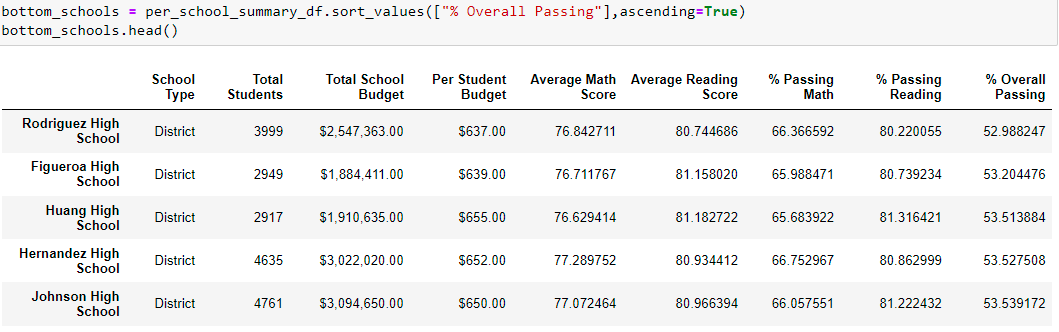 bottom_schools = per_school_summary_df.sort_values(["% Overall Passing"],ascending=True)
bottom_schools.head()
School Type Total Students Total School Budget Per Student Budget Average Math Score Average Reading Score % Passing Math % Passing Reading % Overall Passing
Rodriguez High School District 3999 $2,547,363.00 $637.00 76.842711 80.744686 66.366592 80.220055 52.988247
Figueroa High School District 2949 $1,884,411.00 $639.00 76.711767 81.158020 65.988471 80.739234 53.204476
Huang High School District 2917 $1,910,635.00 $655.00 76.629414 81.182722 65.683922 81.316421 53.513884
Hernandez High School District 4635 $3,022,020.00 $652.00 77.289752 80.934412 66.752967 80.862999 53.527508
Johnson High School District 4761 $3,094,650.00 $650.00 77.072464 80.966394 66.057551 81.222432 53.539172